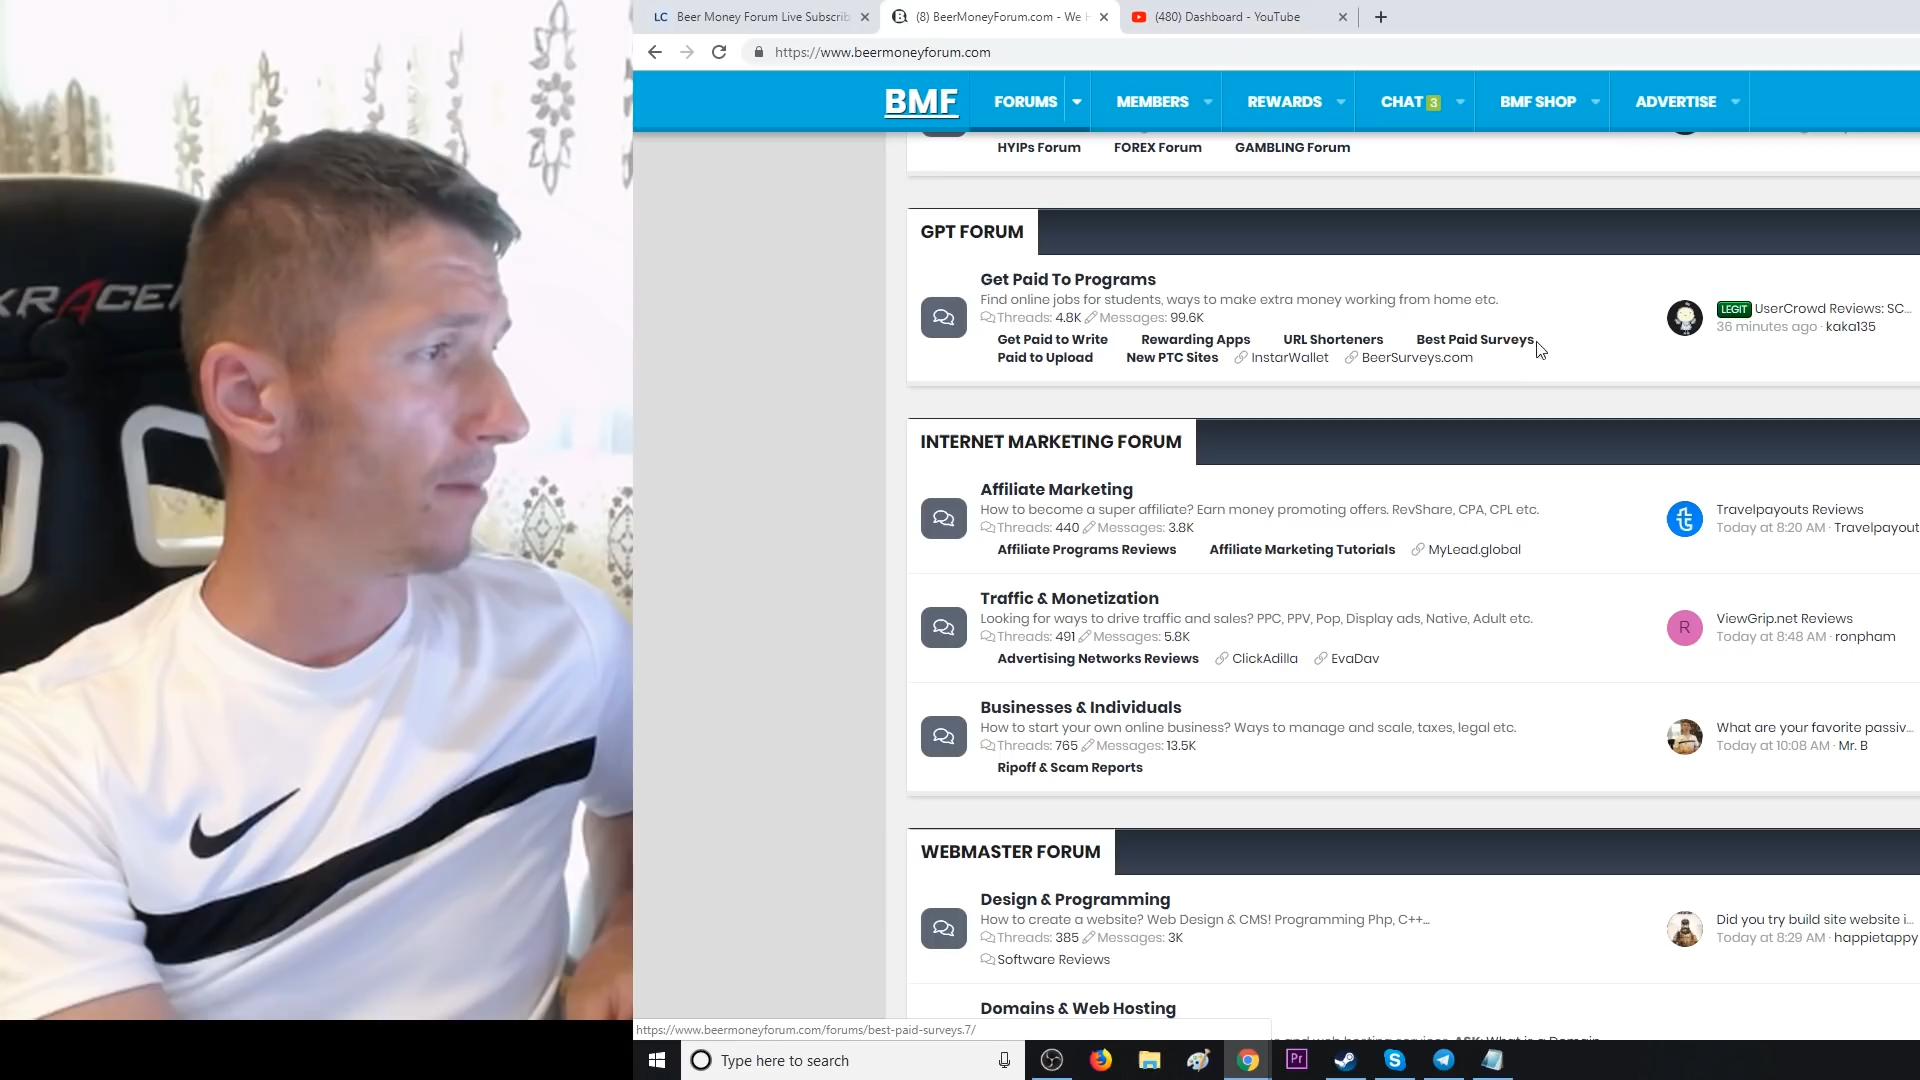 LC Beer Money Forum Live Subscrib
(8) BeerMoneyForum.com - We H
(480) Dashboard - YouTube
https://www.beermoneyforum.com
BMF
FORUMS
MEMBERS
REWARDS
CHAT 3
BMF SHOP
ADVERTISE
HYIPs Forum
FOREX Forum
GAMBLING Forum
GPT FORUM
Get Paid To Programs
Find online jobs for students, ways to make extra money working from home etc.
Threads: 4.8K Messages: 99.6K
Get Paid to Write
Rewarding Apps
URL Shorteners
Best Paid Surveys
Paid to Upload
New PTC Sites
InstarWallet
BeerSurveys.com
LEGIT UserCrowd Reviews: SC...
36 minutes ago · kaka135
INTERNET MARKETING FORUM
Affiliate Marketing
How to become a super affiliate? Earn money promoting offers. RevShare, CPA, CPL etc.
Threads: 440 Messages: 3.8K
Affiliate Programs Reviews
Affiliate Marketing Tutorials
MyLead.global
Travelpayouts Reviews
Today at 8:20 AM · Travelpayout
Traffic & Monetization
Looking for ways to drive traffic and sales? PPC, PPV, Pop, Display ads, Native, Adult etc.
Threads: 491 Messages: 5.8K
Advertising Networks Reviews
ClickAdilla
EvaDav
R
ViewGrip.net Reviews
Today at 8:48 AM · ronpham
Businesses & Individuals
How to start your own online business? Ways to manage and scale, taxes, legal etc.
Threads: 765 Messages: 13.5K
Ripoff & Scam Reports
What are your favorite passiv...
Today at 10:08 AM · Mr. B
WEBMASTER FORUM
Design & Programming
How to create a website? Web Design & CMS! Programming Php, C++...
Threads: 385 Messages: 3K
Software Reviews
Did you try build site website i...
Today at 8:29 AM · happietappy
Domains & Web Hosting
https://www.beermoneyforum.com/forums/best-paid-surveys.7/
Type here to search
Pr
XRACER